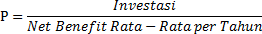 P = Investasi / Net Benefit Rata − Rata per Tahun